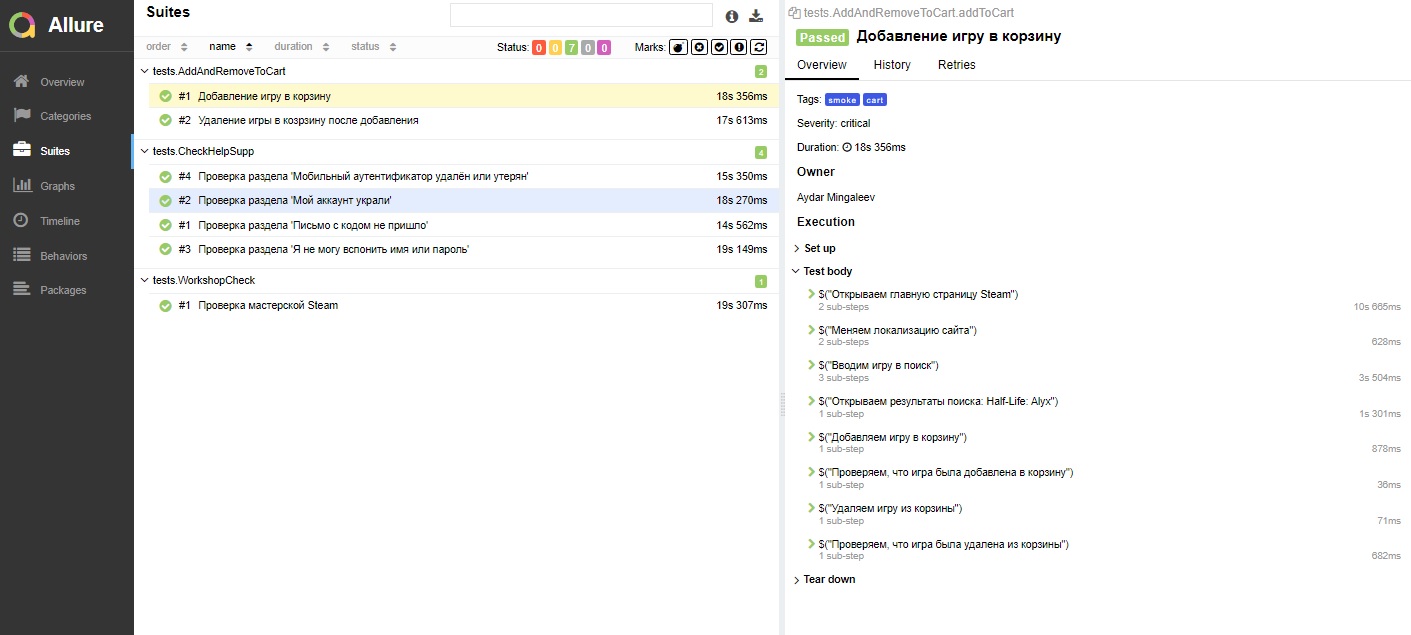 Allure
Overview
Categories
Suites
Graphs
Timeline
Behaviors
Packages
Suites
order name duration status Status: 0 0 7 0 0 Marks:
tests.AddAndRemoveToCart 2
#1 Добавление игру в корзину 18s 356ms
#2 Удаление игры в козрзину после добавления 17s 613ms
tests.CheckHelpSupp 4
#4 Проверка раздела 'Мобильный аутентификатор удалён или утерян' 15s 350ms
#2 Проверка раздела 'Мой аккаунт украли' 18s 270ms
#1 Проверка раздела 'Письмо с кодом не пришло' 14s 562ms
#3 Проверка раздела 'Я не могу вспонить имя или пароль' 19s 149ms
tests.WorkshopCheck 1
#1 Проверка мастерской Steam 19s 307ms
tests.AddAndRemoveToCart.addToCart
Passed Добавление игру в корзину
Overview History Retries
Tags: smoke cart
Severity: critical
Duration: 18s 356ms
Owner
Aydar Mingaleev
Execution
Set up
Test body
$("Открываем главную страницу Steam")
2 sub-steps 10s 665ms
$("Меняем локализацию сайта")
2 sub-steps 628ms
$("Вводим игру в поиск")
3 sub-steps 3s 504ms
$("Открываем результаты поиска: Half-Life: Alyx")
1 sub-step 1s 301ms
$("Добавляем игру в корзину")
1 sub-step 878ms
$("Проверяем, что игра была добавлена в корзину")
1 sub-step 36ms
$("Удаляем игру из корзины")
1 sub-step 71ms
$("Проверяем, что игра была удалена из корзины")
1 sub-step 682ms
Tear down